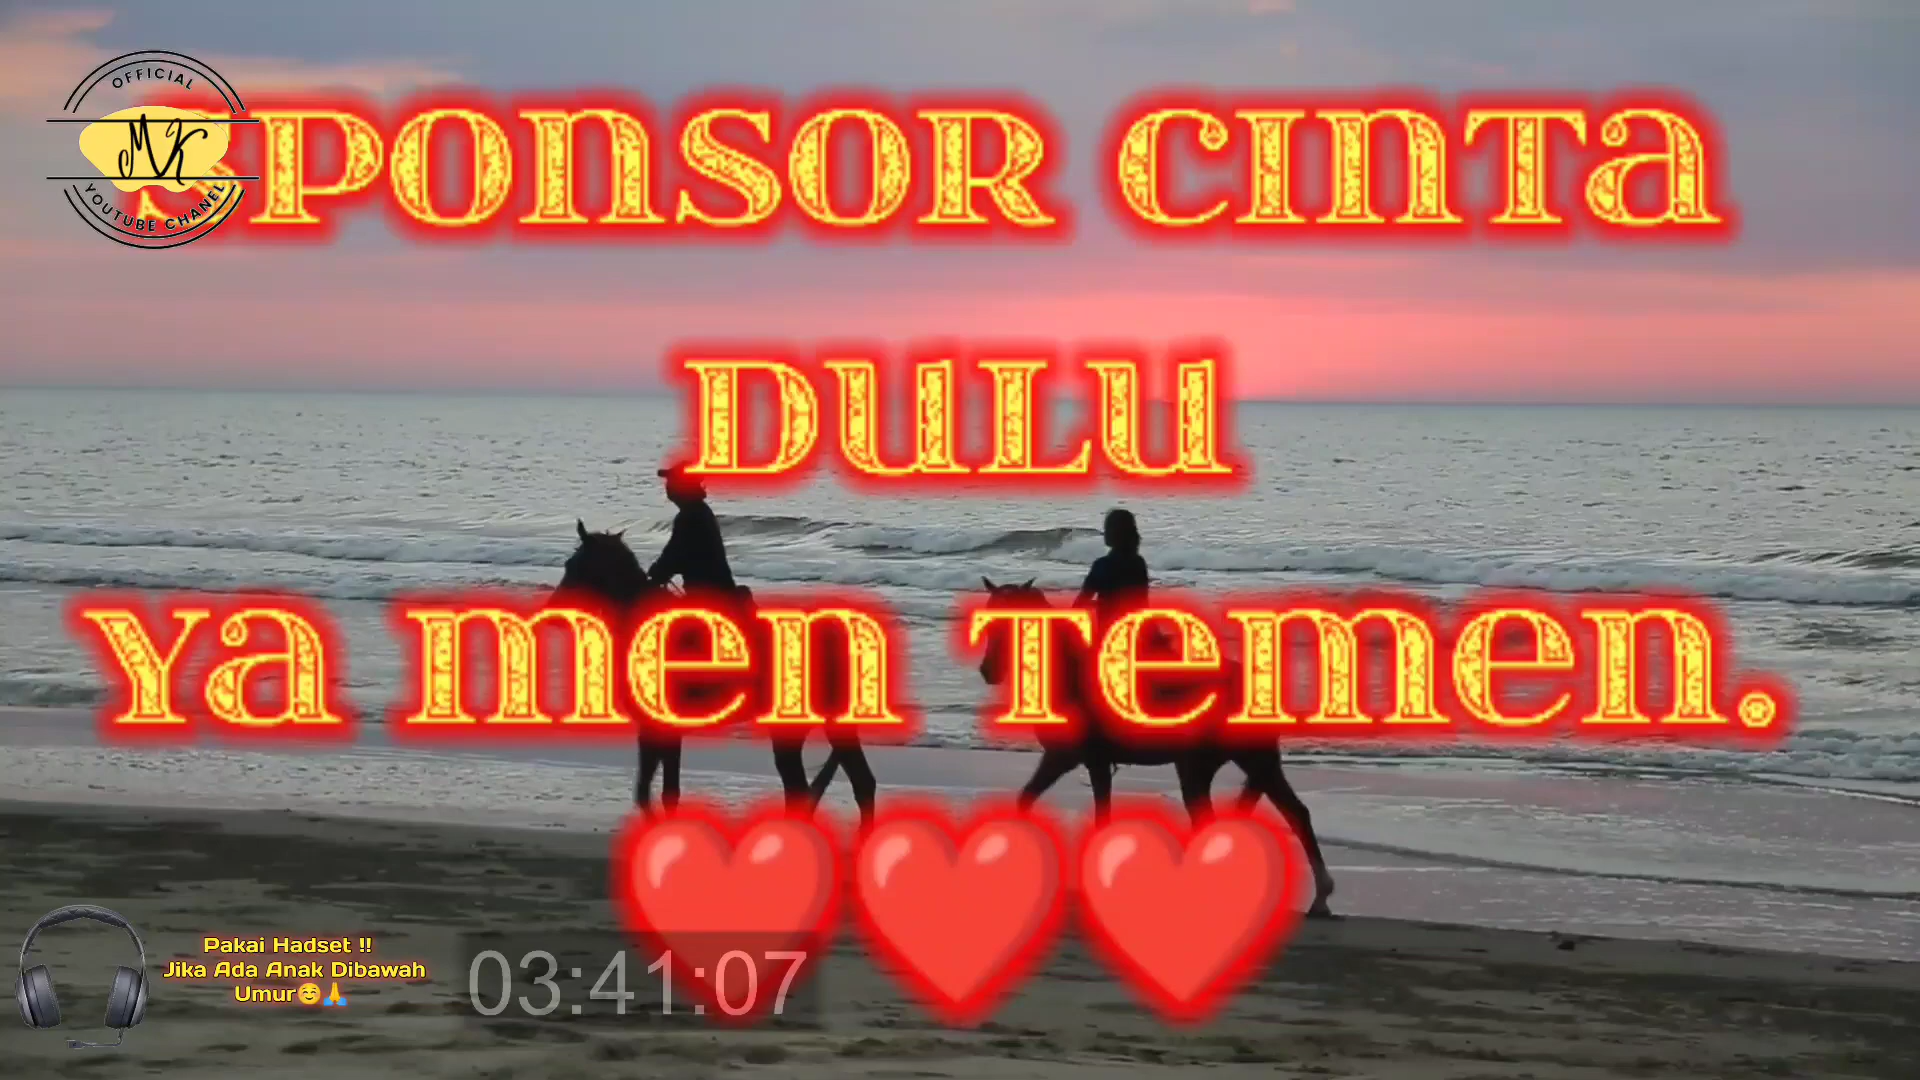 OFFICIAL
MK
YOUTUBE CHANEL
SPONSOR CINTA
DULU
Ya men Temen.
Pakai Hadset !!
Jika Ada Anak Dibawah
Umur
03:41:07